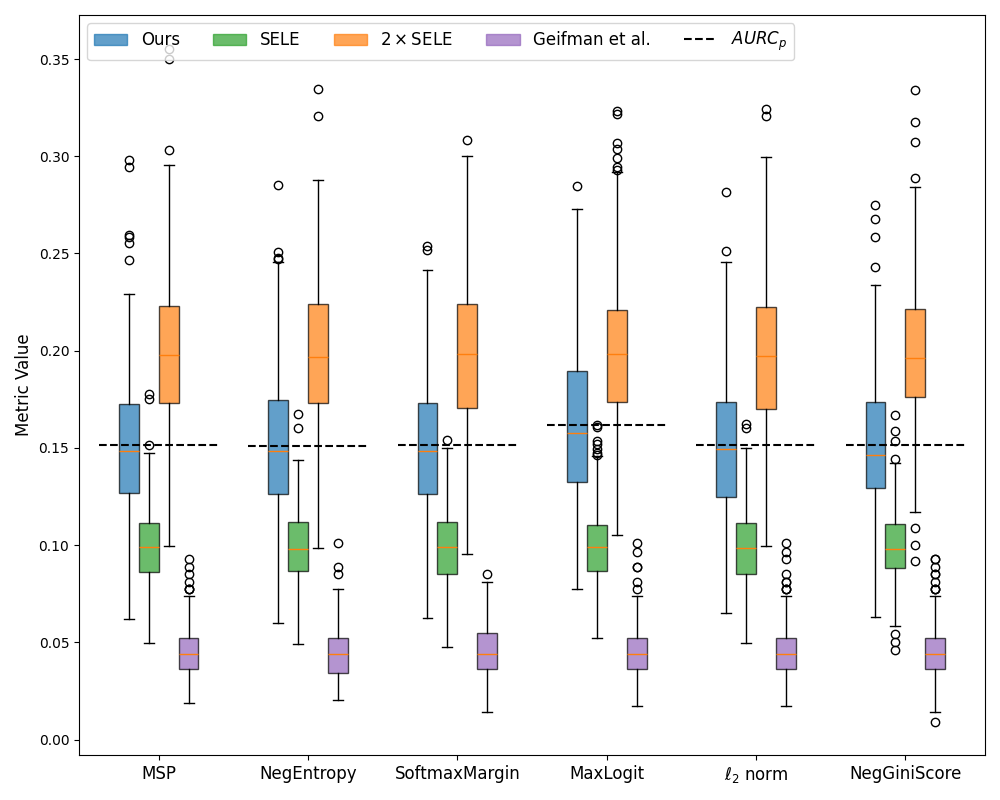 Ours SELE 2 × SELE Geifman et al. AURCₚ
0.35
0.30
0.25
0.20
0.15
0.10
0.05
0.00
Metric Value
MSP NegEntropy SoftmaxMargin MaxLogit ℓ₂ norm NegGiniScore